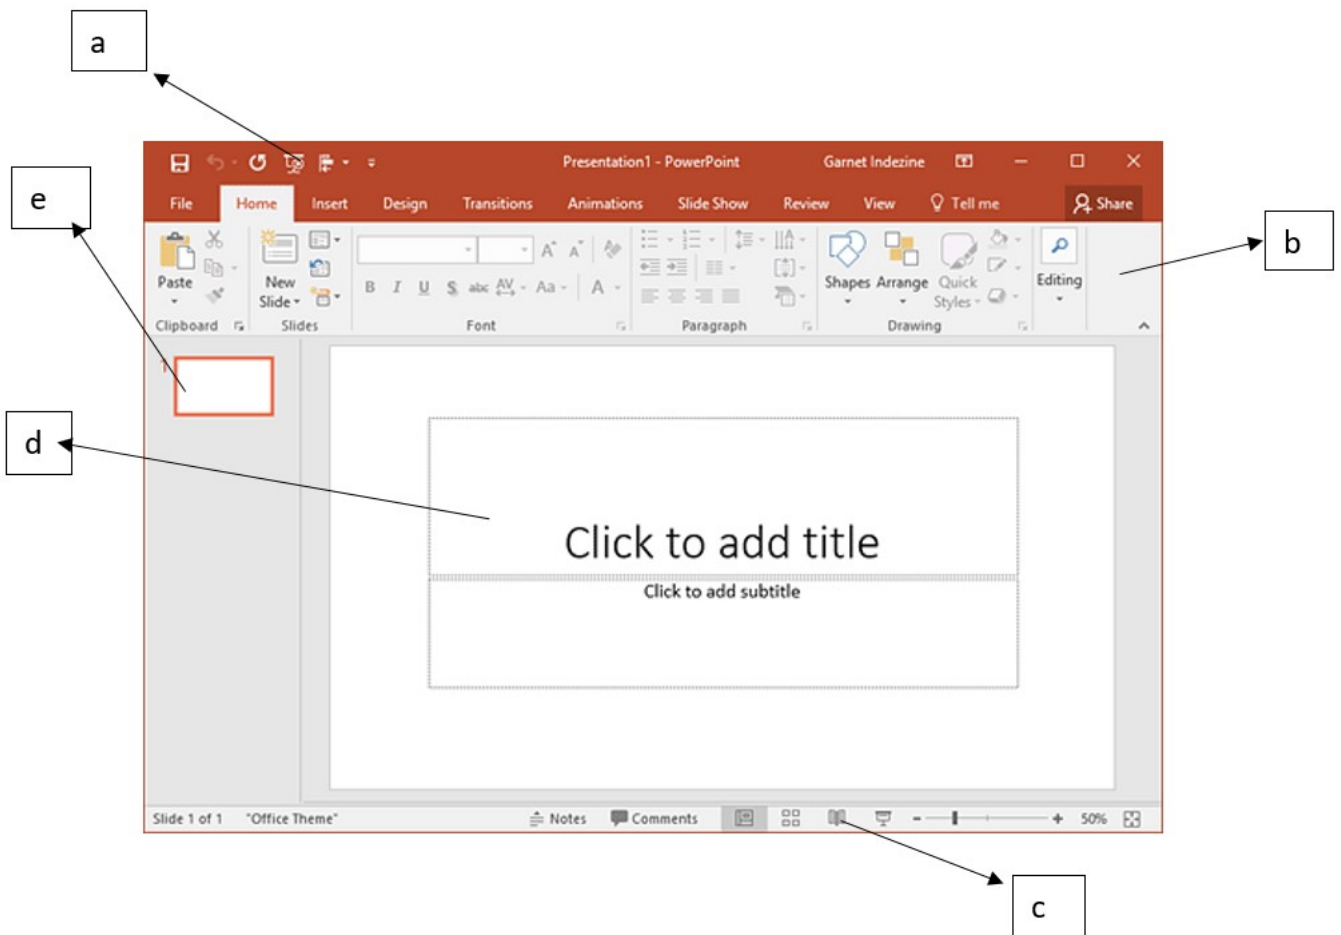 a
Presentation1 - PowerPoint Garnet Indezine
e
File Home Insert Design Transitions Animations Slide Show Review View Tell me Share
b
Paste New Slide B I U S abc AV Aa A A A Shapes Arrange Quick Styles Editing
Clipboard Slides Font Paragraph Drawing
1
d
Click to add title
Click to add subtitle
Slide 1 of 1 "Office Theme" Notes Comments - + 50%
c